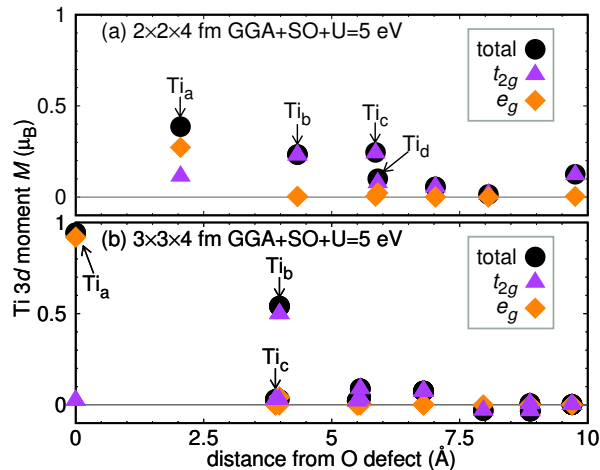 (a) 2×2×4 fm GGA+SO+U=5 eV
total
t2g
eg
Tia
Tib
Tic
Tid
1
0.5
0
(b) 3×3×4 fm GGA+SO+U=5 eV
total
t2g
eg
Tia
Tib
Tic
1
0.5
0
Ti 3d moment M (μB)
0 2.5 5 7.5 10
distance from O defect (Å)